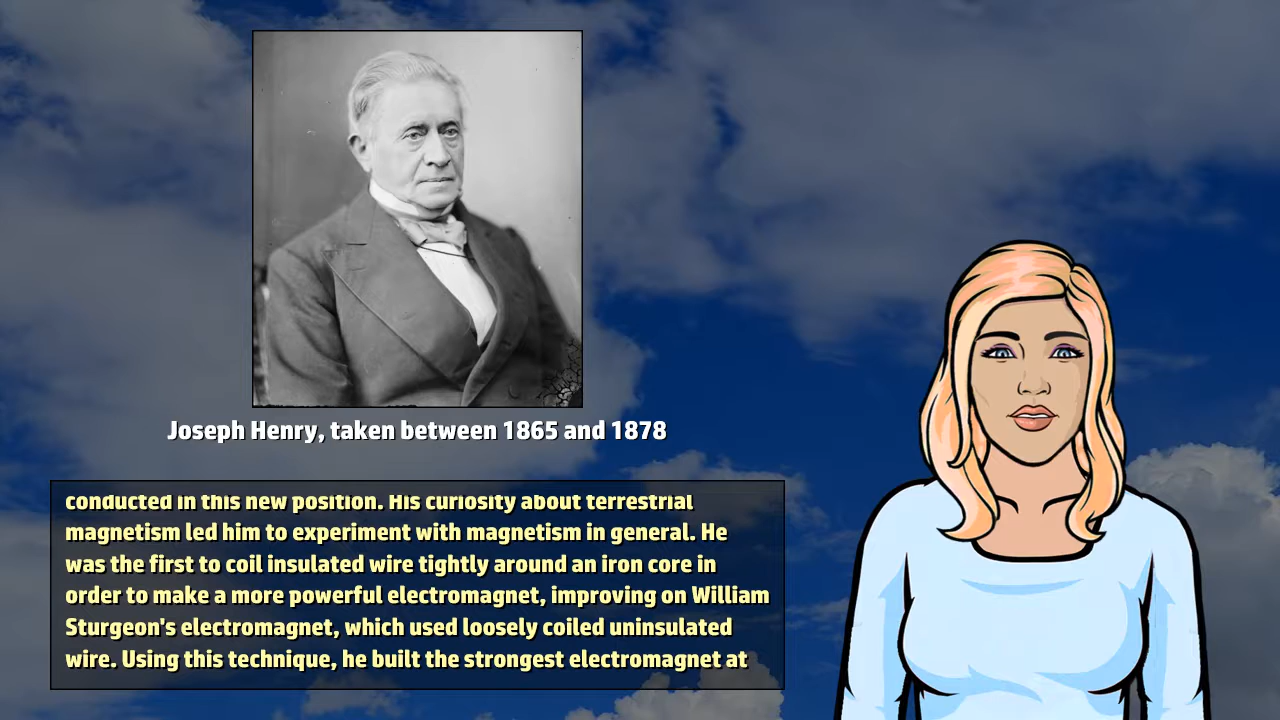 Joseph Henry, taken between 1865 and 1878
conducted in this new position. His curiosity about terrestrial
magnetism led him to experiment with magnetism in general. He
was the first to coil insulated wire tightly around an iron core in
order to make a more powerful electromagnet, improving on William
Sturgeon's electromagnet, which used loosely coiled uninsulated
wire. Using this technique, he built the strongest electromagnet at